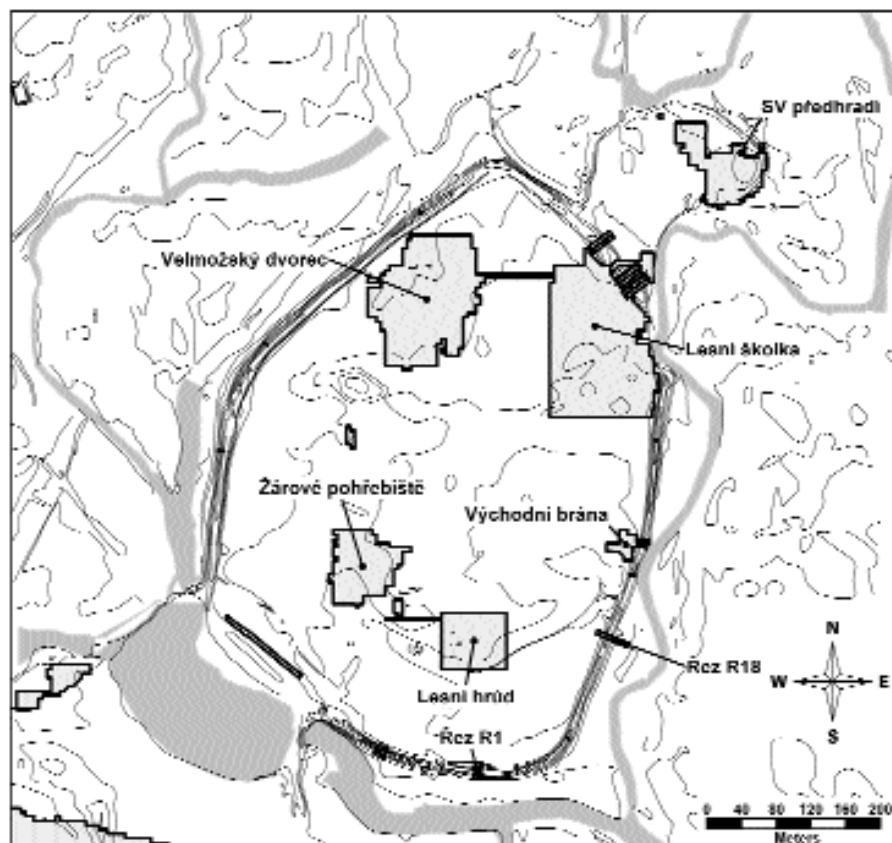 SV předhradí
Velmožský dvorec
Lesní školka
Žárové pohřebiště
Východní brána
Řez R18
Lesní hrúd
Řez R1
N
W E
S
0 40 80 120 160 200
Meters